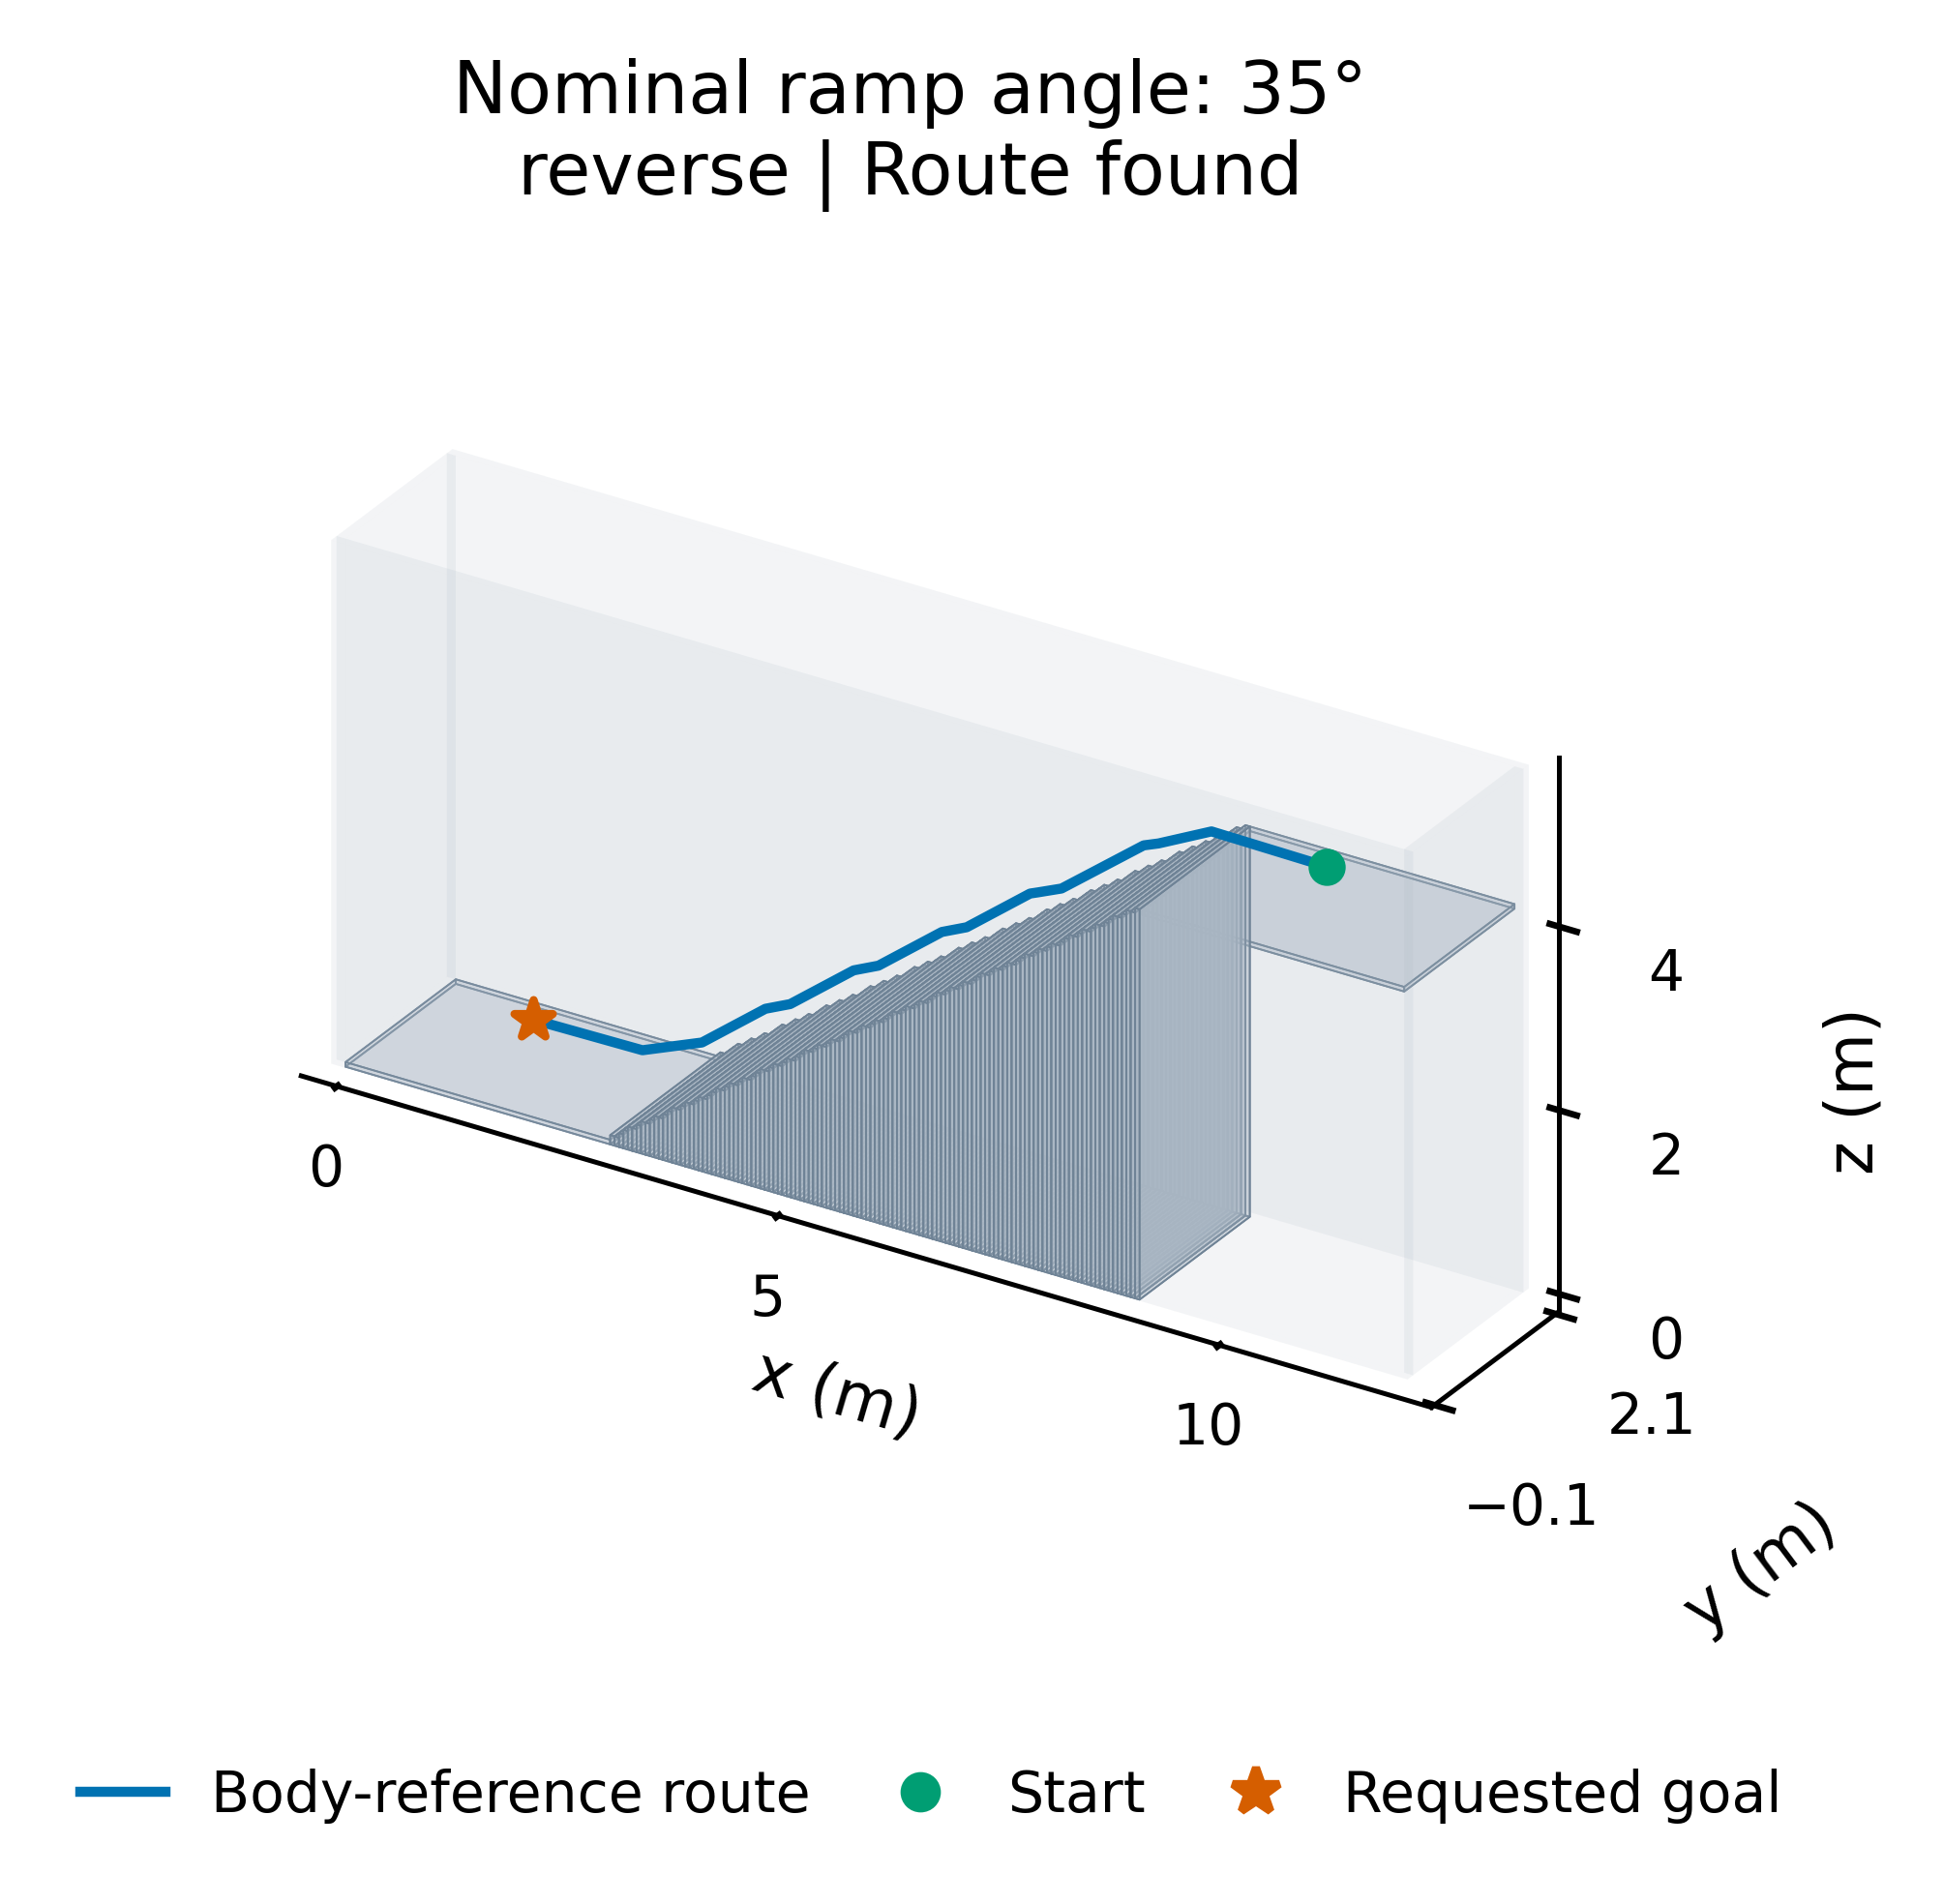 Nominal ramp angle: 35°
reverse | Route found
4
2
0
z (m)
0
5
10
x (m)
2.1
−0.1
y (m)
Body-reference route
Start
Requested goal